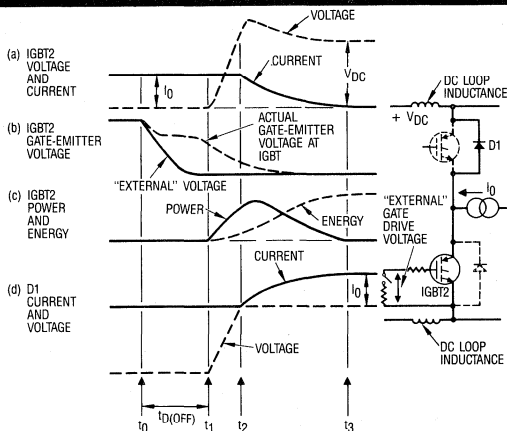 (a) IGBT2
VOLTAGE
AND
CURRENT
VOLTAGE
CURRENT
I0
VDC
(b) IGBT2
GATE-EMITTER
VOLTAGE
ACTUAL
GATE-EMITTER
VOLTAGE AT
IGBT
"EXTERNAL" VOLTAGE
(c) IGBT2
POWER
AND
ENERGY
POWER
ENERGY
(d) D1
CURRENT
AND
VOLTAGE
CURRENT
I0
VOLTAGE
t0
tD(OFF)
t1
t2
t3
DC LOOP
INDUCTANCE
+ VDC
D1
I0
"EXTERNAL"
GATE
DRIVE
VOLTAGE
IGBT2
DC LOOP
INDUCTANCE